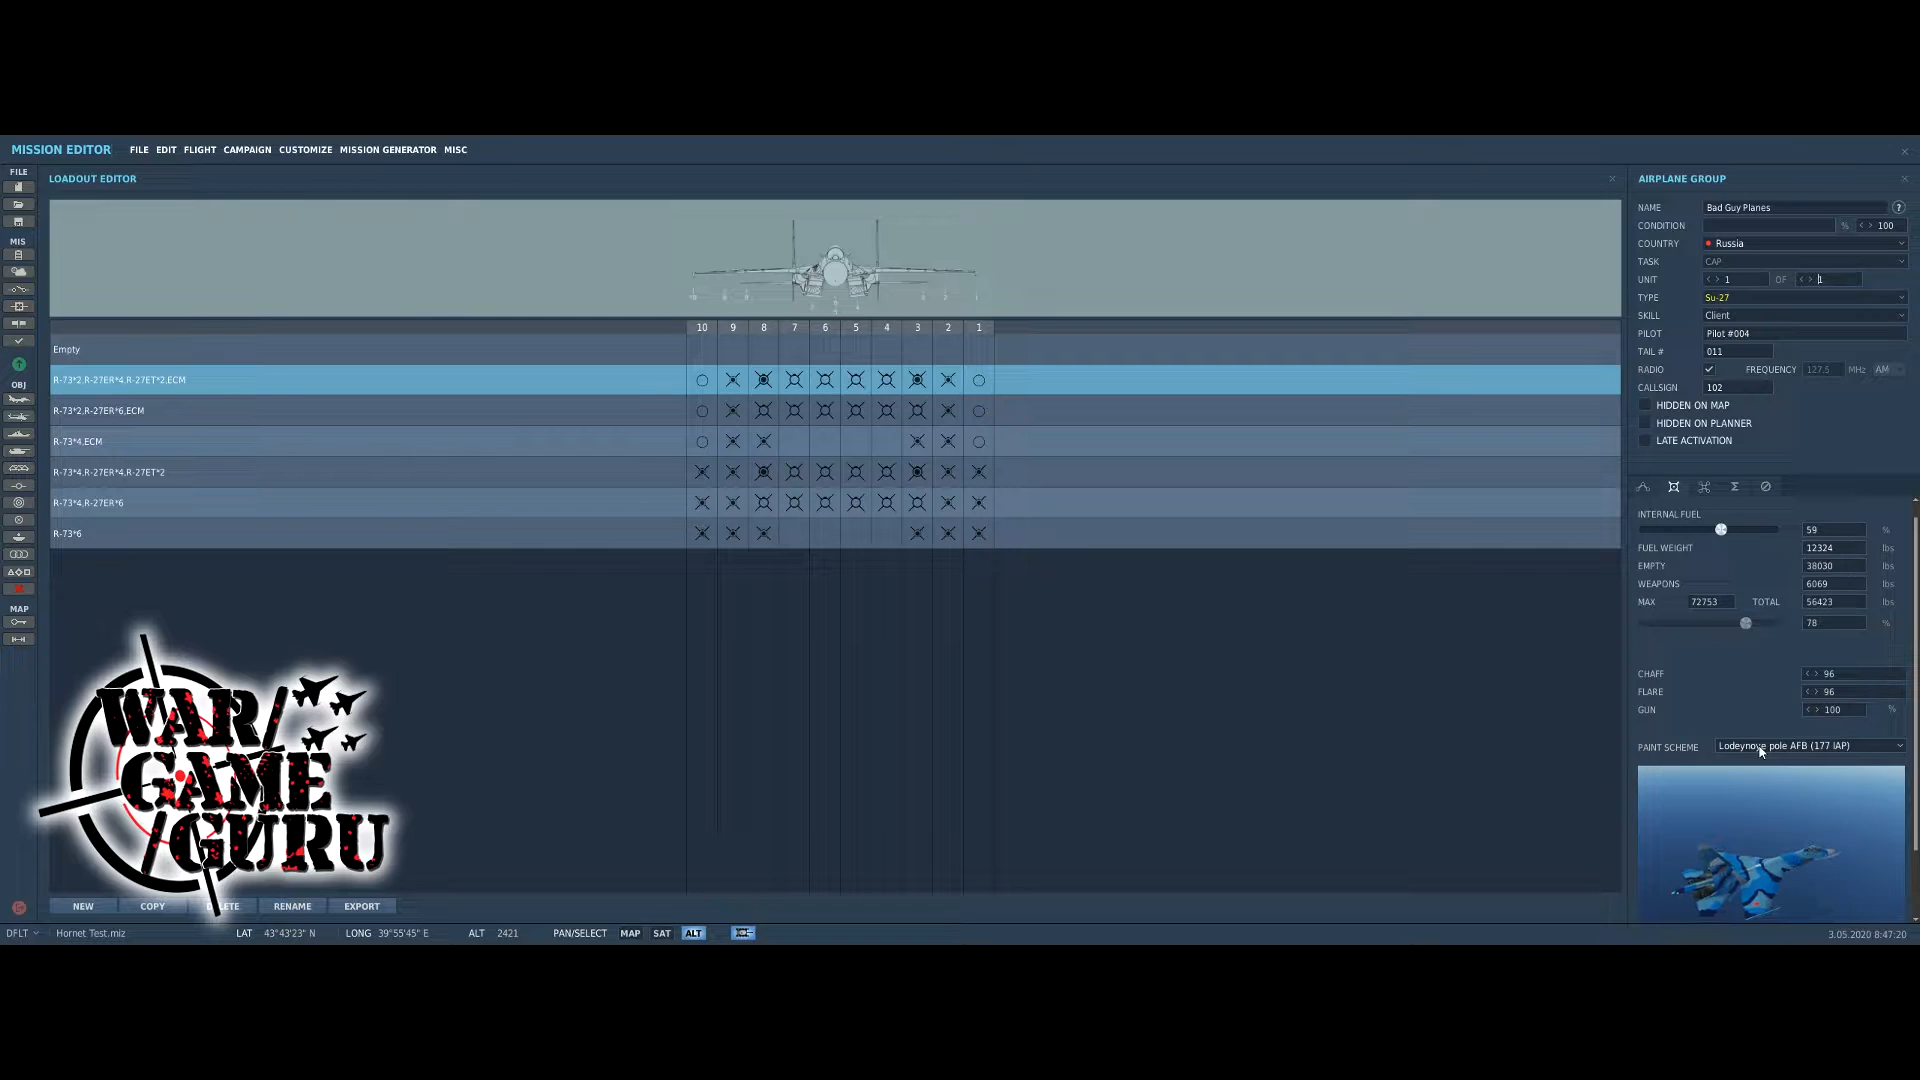 MISSION EDITOR FILE EDIT FLIGHT CAMPAIGN CUSTOMIZE MISSION GENERATOR MISC
FILE
MIS
OBJ
MAP
LOADOUT EDITOR
10 9 8 7 6 5 4 3 2 1
Empty
R-73*2,R-27ER*4,R-27ET*2,ECM
R-73*2,R-27ER*6,ECM
R-73*4,ECM
R-73*4,R-27ER*4,R-27ET*2
R-73*4,R-27ER*6
R-73*6
WAR/
GAME
/GURU
NEW COPY RENAME EXPORT
AIRPLANE GROUP
NAME Bad Guy Planes ?
CONDITION % < > 100
COUNTRY Russia
TASK CAP
UNIT < > 1 OF < > 1
TYPE Su-27
SKILL Client
PILOT Pilot #004
TAIL # 011
RADIO FREQUENCY 127.5 MHz AM
CALLSIGN 102
HIDDEN ON MAP
HIDDEN ON PLANNER
LATE ACTIVATION
INTERNAL FUEL
59 %
FUEL WEIGHT 12324 lbs
EMPTY 38030 lbs
WEAPONS 6069 lbs
MAX 72753 TOTAL 56423 lbs
78 %
CHAFF < > 96
FLARE < > 96
GUN < > 100 %
PAINT SCHEME Lodeynoye pole AFB (177 IAP)
DFLT Hornet Test.miz LAT 43°43'23" N LONG 39°55'45" E ALT 2421 PAN/SELECT MAP SAT ALT 3.05.2020 8:47:20